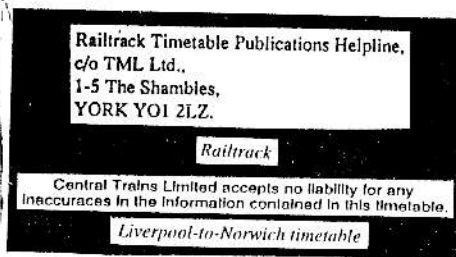 Railtrack Timetable Publications Helpline,
c/o TML Ltd.,
1-5 The Shambles,
YORK YO1 2LZ.
Railtrack
Central Trains Limited accepts no liability for any
inaccuraces in the information contained in this timetable.
Liverpool-to-Norwich timetable